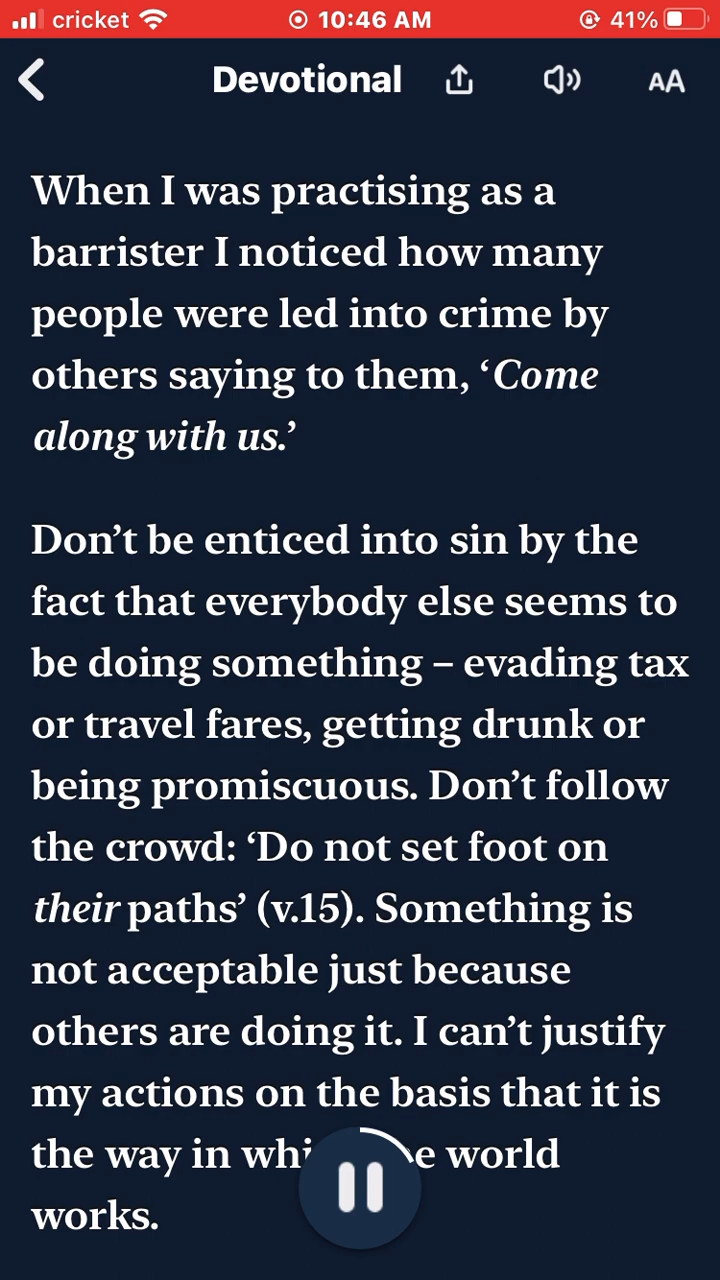 cricket 10:46 AM 41%
Devotional AA
When I was practising as a
barrister I noticed how many
people were led into crime by
others saying to them, ‘Come
along with us.’
Don’t be enticed into sin by the
fact that everybody else seems to
be doing something – evading tax
or travel fares, getting drunk or
being promiscuous. Don’t follow
the crowd: ‘Do not set foot on
their paths’ (v.15). Something is
not acceptable just because
others are doing it. I can’t justify
my actions on the basis that it is
the way in world
works.